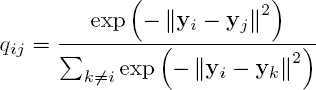 q_{ij} = \frac{\exp\left(-\left\|\mathbf{y}_i - \mathbf{y}_j\right\|^2\right)}{\sum_{k \neq i} \exp\left(-\left\|\mathbf{y}_i - \mathbf{y}_k\right\|^2\right)}